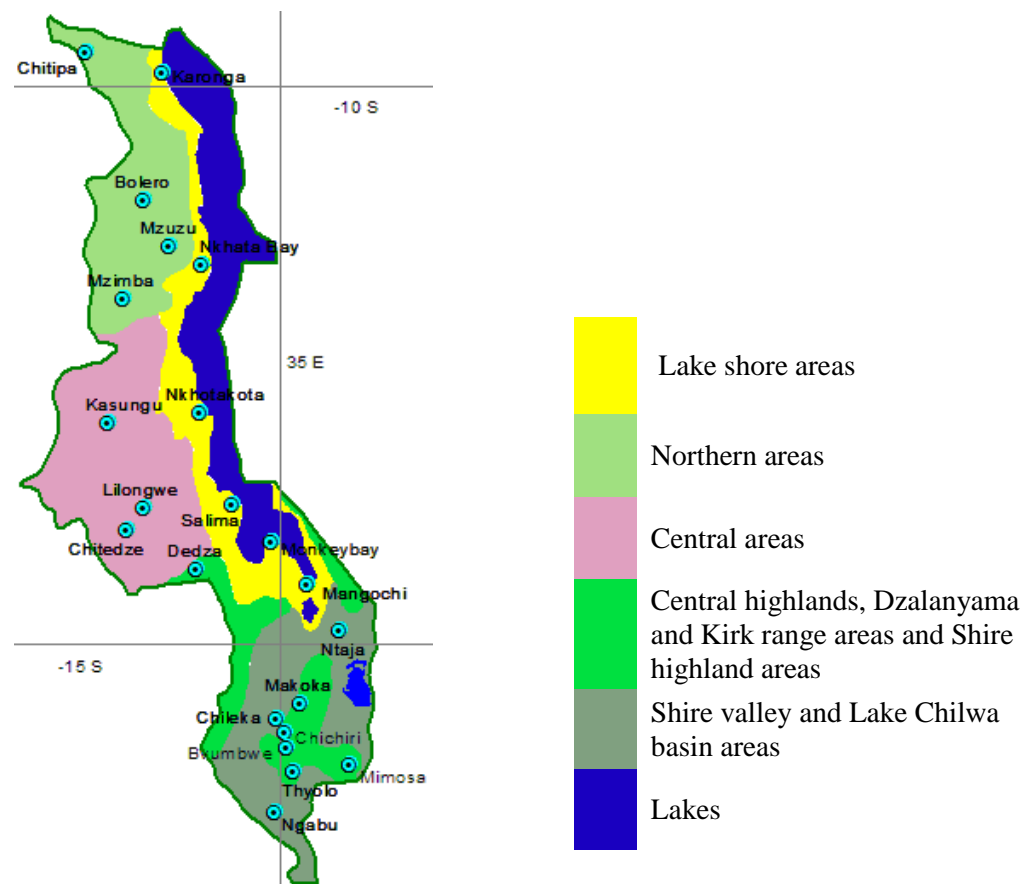 Chitipa
Karonga
-10 S
Bolero
Mzuzu
Nkhata Bay
Mzimba
35 E
Nkhotakota
Kasungu
Lilongwe
Salima
Chitedze
Dedza
Monkeybay
Mangochi
Ntaja
-15 S
Makoka
Chileka
Chichiri
Bvumbwe
Mimosa
Thyolo
Ngabu
Lake shore areas
Northern areas
Central areas
Central highlands, Dzalanyama
and Kirk range areas and Shire
highland areas
Shire valley and Lake Chilwa
basin areas
Lakes